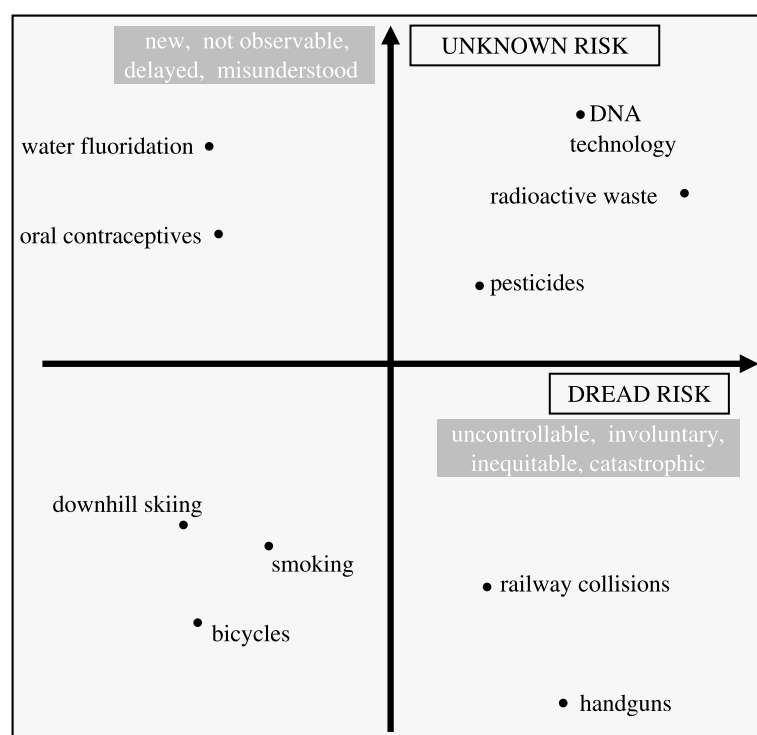 new, not observable,
delayed, misunderstood
UNKNOWN RISK
DNA
technology
water fluoridation
radioactive waste
oral contraceptives
pesticides
DREAD RISK
uncontrollable, involuntary,
inequitable, catastrophic
downhill skiing
smoking
railway collisions
bicycles
handguns